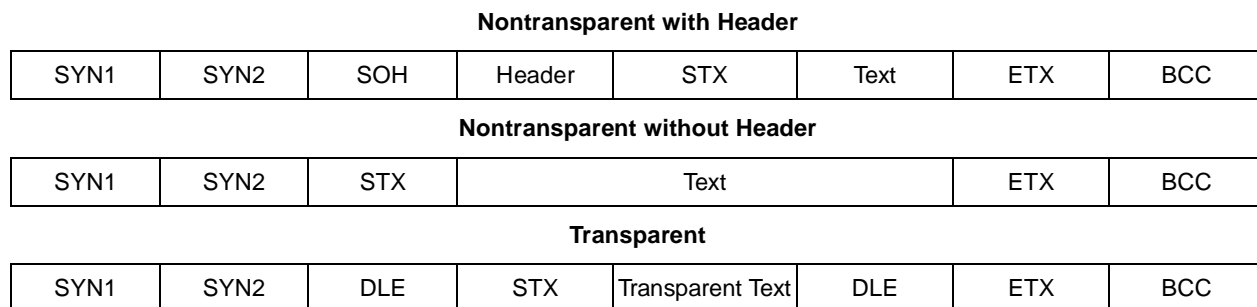 Nontransparent with Header
SYN1 SYN2 SOH Header STX Text ETX BCC
Nontransparent without Header
SYN1 SYN2 STX Text ETX BCC
Transparent
SYN1 SYN2 DLE STX Transparent Text DLE ETX BCC